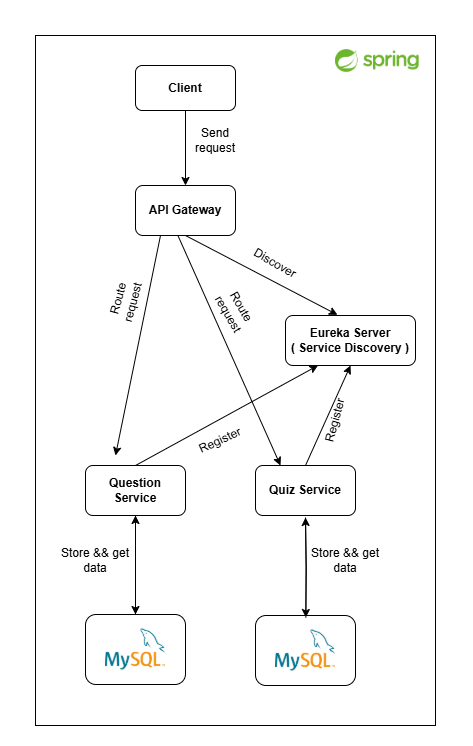 spring
Client
Send
request
API Gateway
Discover
Route
request
Route
request
Eureka Server
( Service Discovery )
Register
Register
Question
Service
Quiz Service
Store && get
data
Store && get
data
MySQL
MySQL